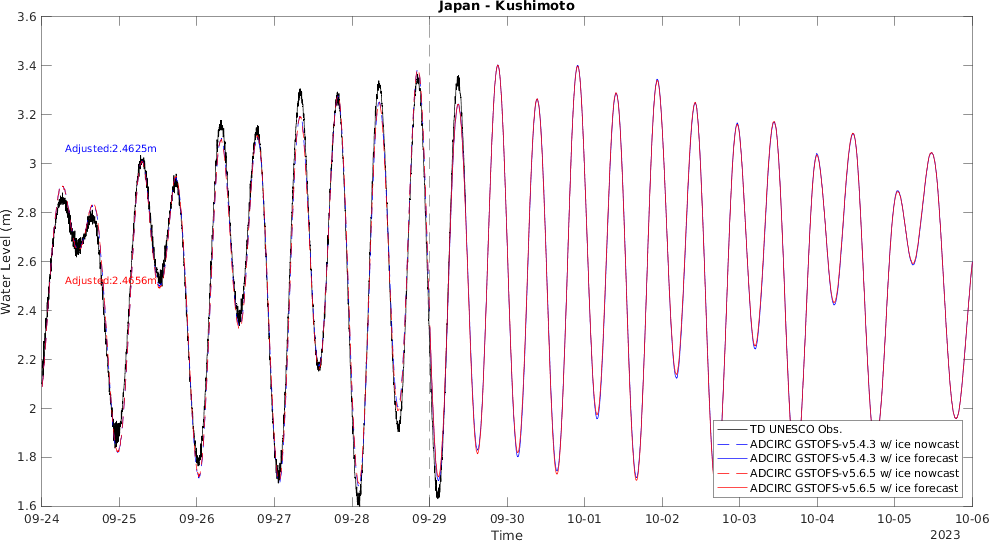 Japan - Kushimoto
3.6
3.4
3.2
3
2.8
2.6
2.4
2.2
2
1.8
1.6
Water Level (m)
Adjusted:2.4625m
Adjusted:2.4656m
TD UNESCO Obs.
ADCIRC GSTOFS-v5.4.3 w/ ice nowcast
ADCIRC GSTOFS-v5.4.3 w/ ice forecast
ADCIRC GSTOFS-v5.6.5 w/ ice nowcast
ADCIRC GSTOFS-v5.6.5 w/ ice forecast
09-24 09-25 09-26 09-27 09-28 09-29 09-30 10-01 10-02 10-03 10-04 10-05 10-06
Time
2023